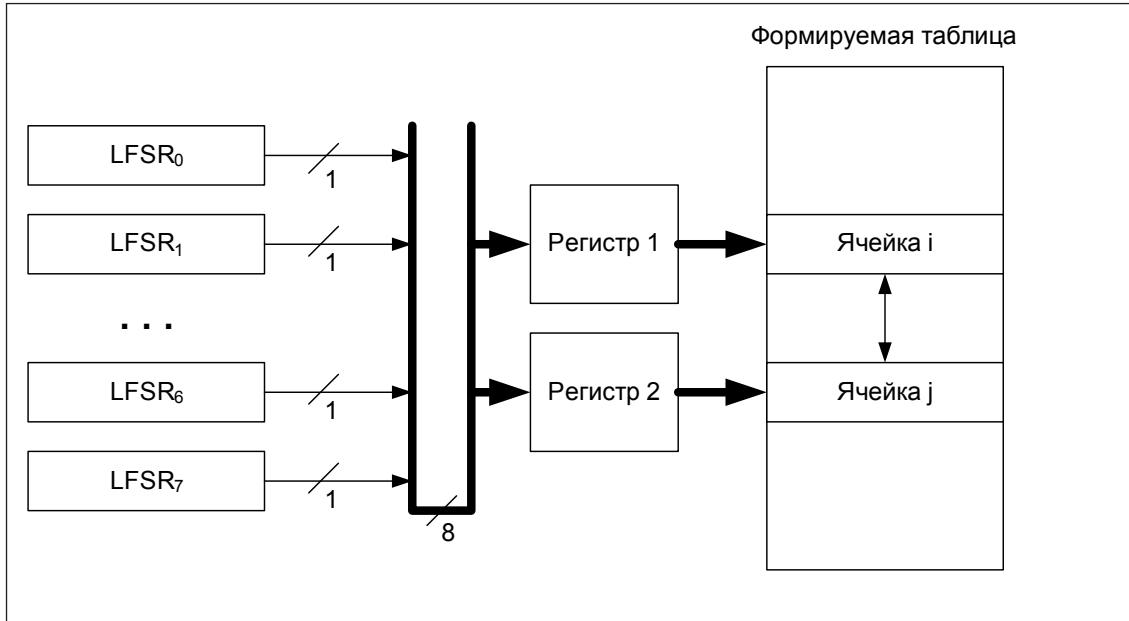 Формируемая таблица
LFSR₀
1
LFSR₁
1
. . .
LFSR₆
1
LFSR₇
1
8
Регистр 1
Регистр 2
Ячейка i
Ячейка j